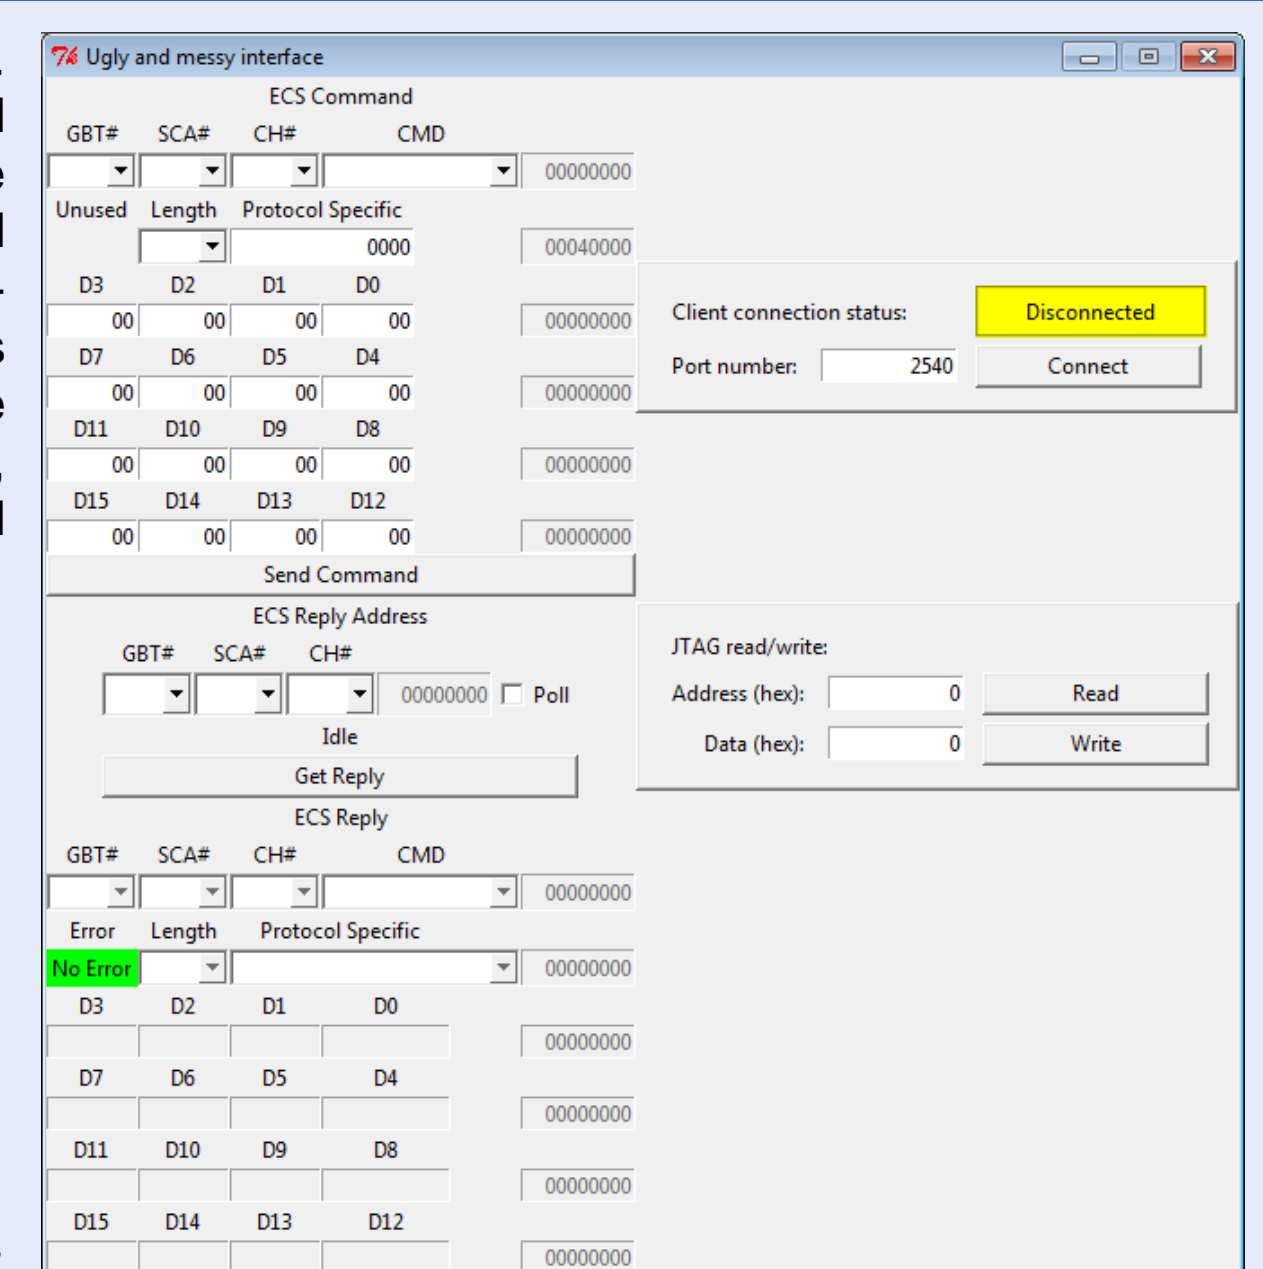 Ugly and messy interface
ECS Command
GBT# SCA# CH# CMD
00000000
Unused Length Protocol Specific
0000 00040000
D3 D2 D1 D0
00 00 00 00 00000000
D7 D6 D5 D4
00 00 00 00 00000000
D11 D10 D9 D8
00 00 00 00 00000000
D15 D14 D13 D12
00 00 00 00 00000000
Send Command
ECS Reply Address
GBT# SCA# CH#
00000000 Poll
Idle
Get Reply
ECS Reply
GBT# SCA# CH# CMD
00000000
Error Length Protocol Specific
No Error 00000000
D3 D2 D1 D0
00000000
D7 D6 D5 D4
00000000
D11 D10 D9 D8
00000000
D15 D14 D13 D12
00000000
Client connection status: Disconnected
Port number: 2540 Connect
JTAG read/write:
Address (hex): 0 Read
Data (hex): 0 Write